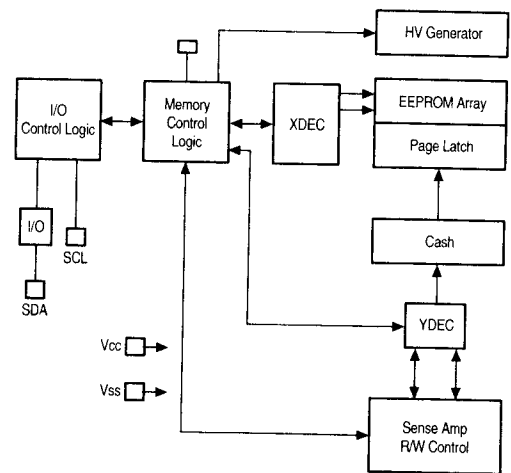 HV Generator
I/O
Control Logic
Memory
Control
Logic
XDEC
EEPROM Array
Page Latch
I/O
SCL
SDA
Cash
YDEC
Vcc
Vss
Sense Amp
R/W Control